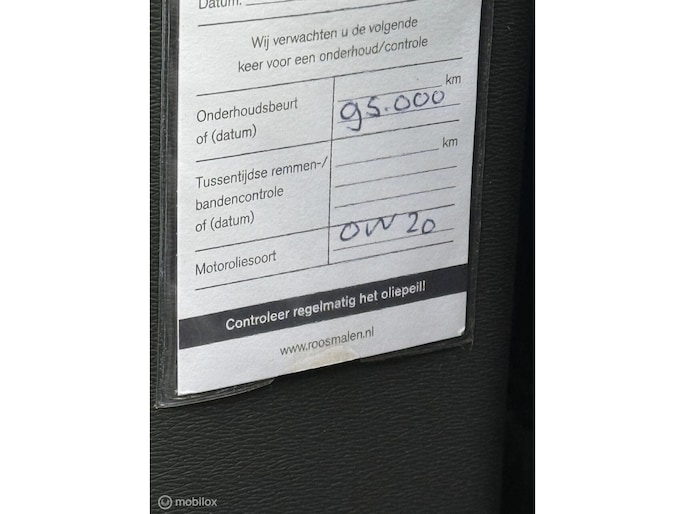 Datum:
Wij verwachten u de volgende
keer voor een onderhoud/controle
Onderhoudsbeurt
of (datum)
95.000 km
Tussentijdse remmen-/
bandencontrole
of (datum)
km
Motoroliesoort
0W20
Controleer regelmatig het oliepeil!
www.roosmalen.nl
mobilox